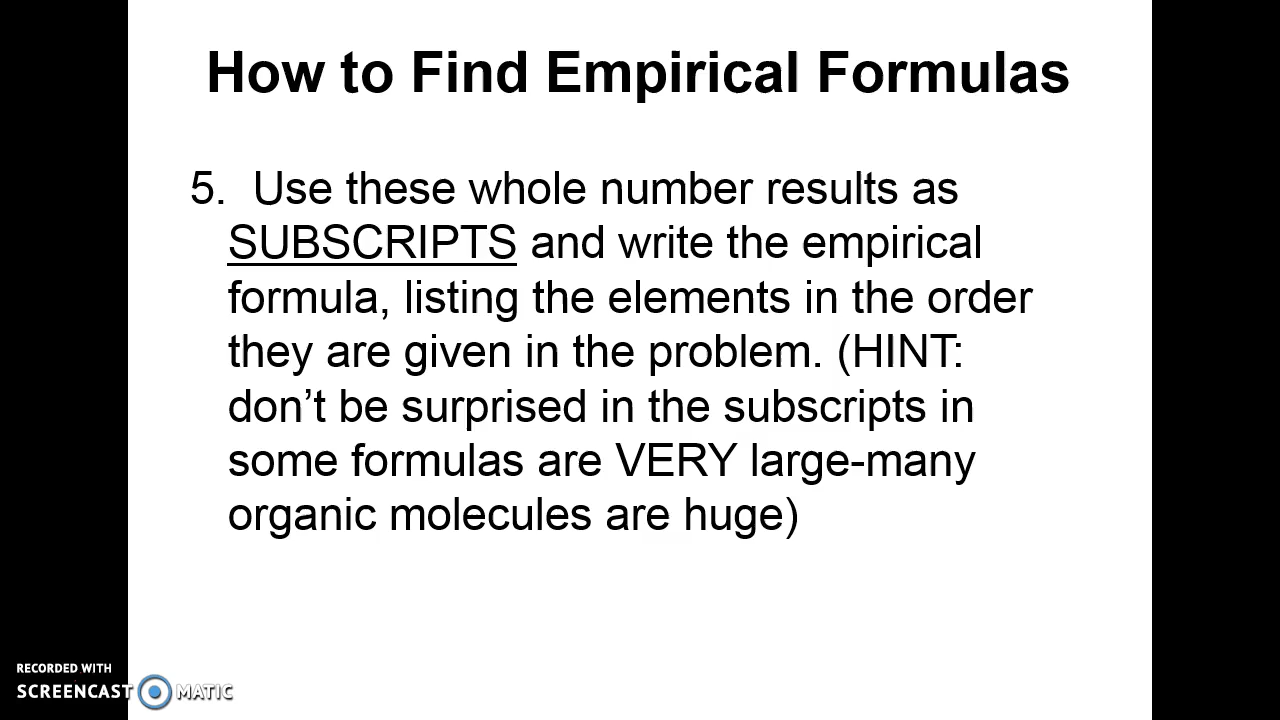 How to Find Empirical Formulas
5. Use these whole number results as
SUBSCRIPTS and write the empirical
formula, listing the elements in the order
they are given in the problem. (HINT:
don’t be surprised in the subscripts in
some formulas are VERY large-many
organic molecules are huge)
RECORDED WITH
SCREENCAST MATIC